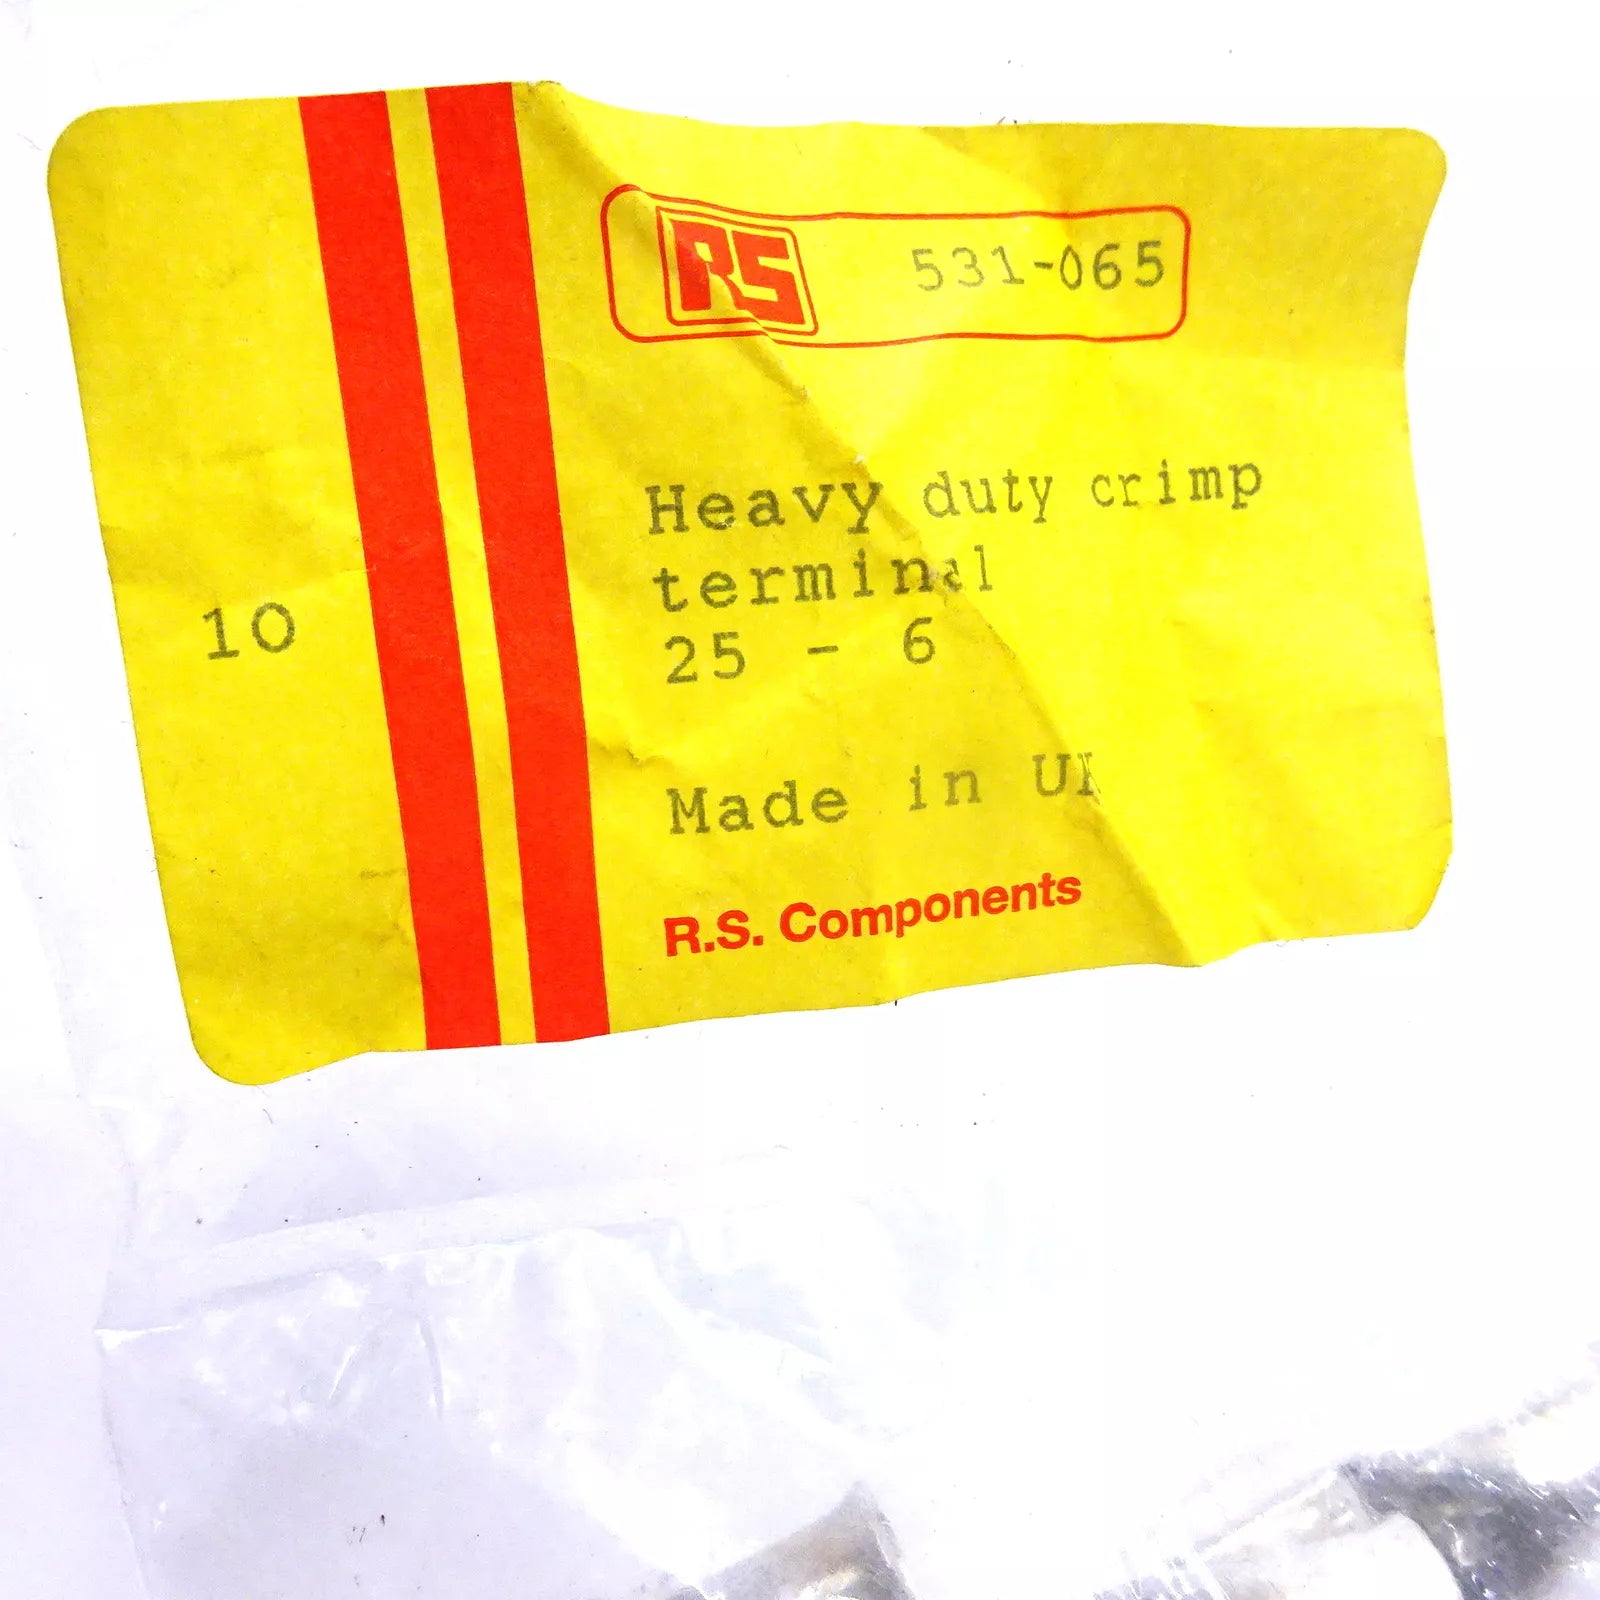 RS 531-065
Heavy duty crimp
terminal
25 - 6
10
Made in UK
R.S. Components